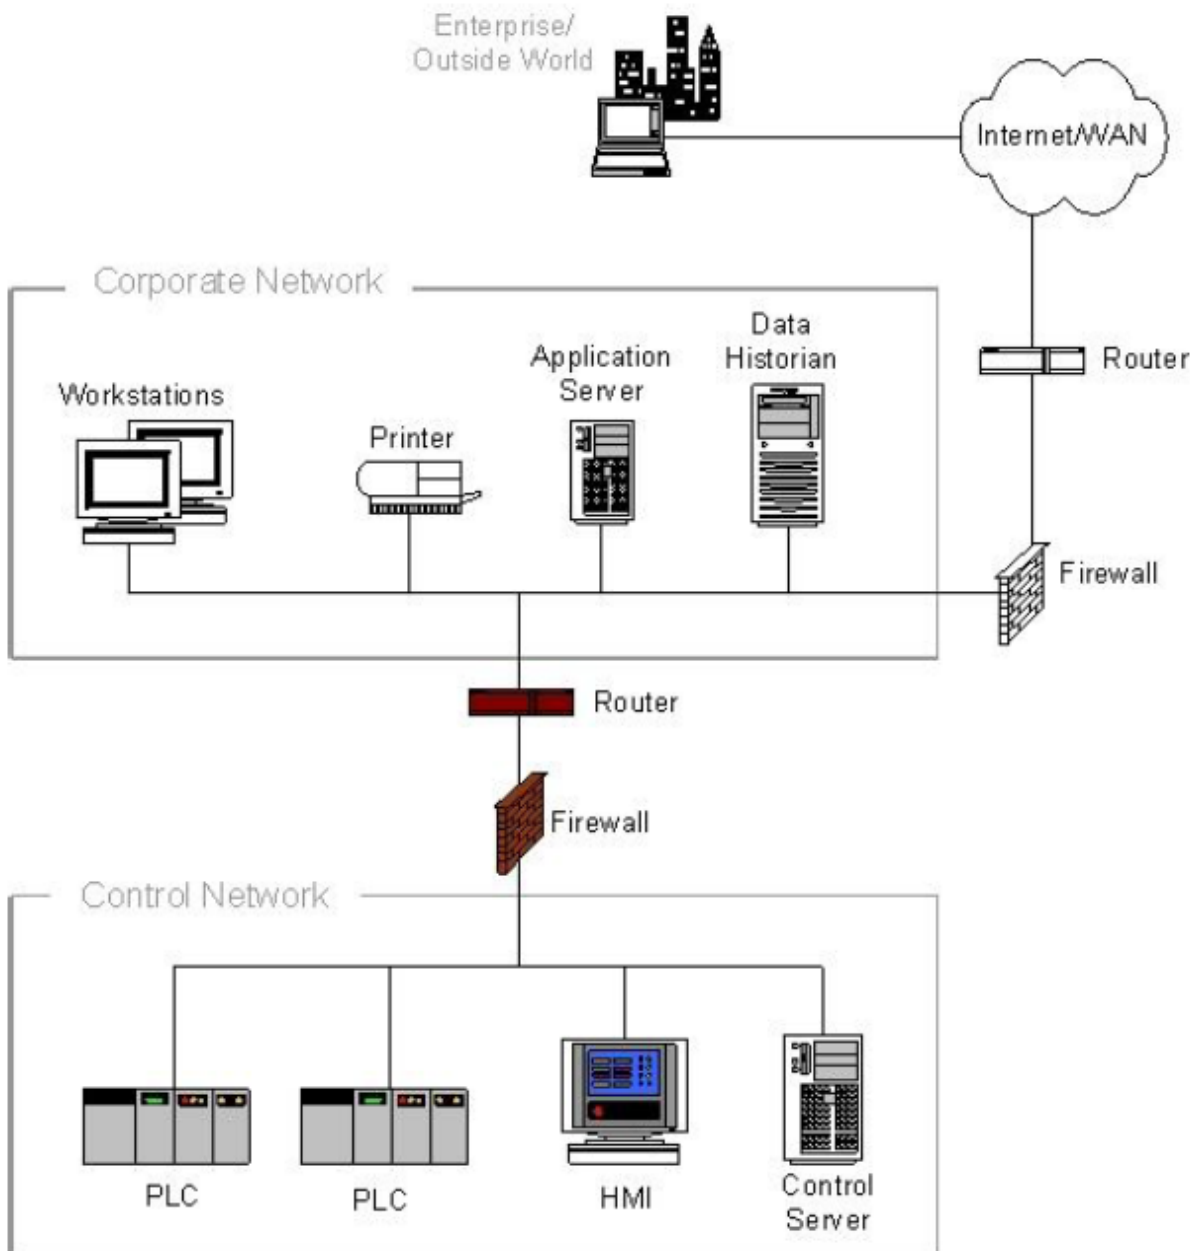 Enterprise/
Outside World
Internet/WAN
Corporate Network
Data
Historian
Application
Server
Router
Workstations
Printer
Firewall
Router
Firewall
Control Network
PLC
PLC
HMI
Control
Server